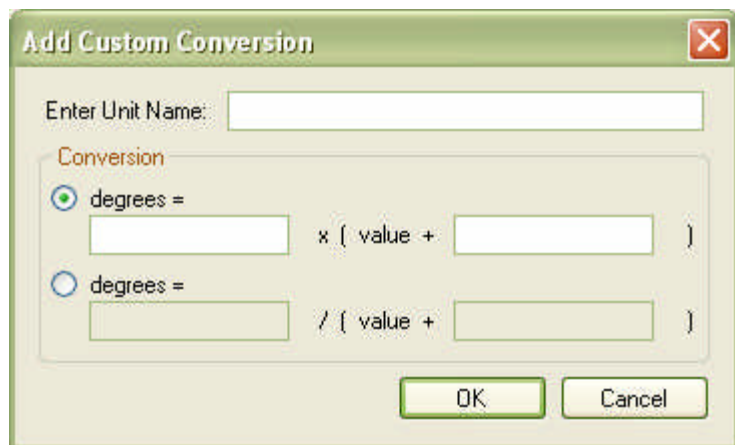 Add Custom Conversion
Enter Unit Name:
Conversion
degrees =
x ( value + )
degrees =
/ ( value + )
OK Cancel